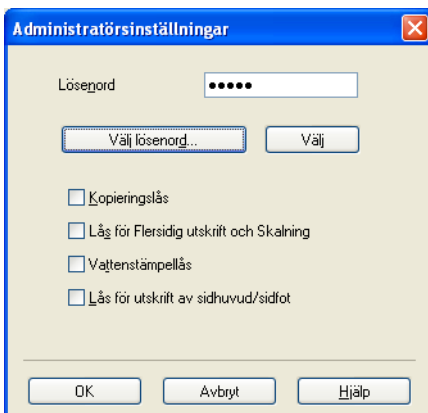 Administratörsinställningar
Lösenord •••••
Välj lösenord... Välj
Kopieringslås
Lås för Flersidig utskrift och Skalning
Vattenstämpellås
Lås för utskrift av sidhuvud/sidfot
OK Avbryt Hjälp